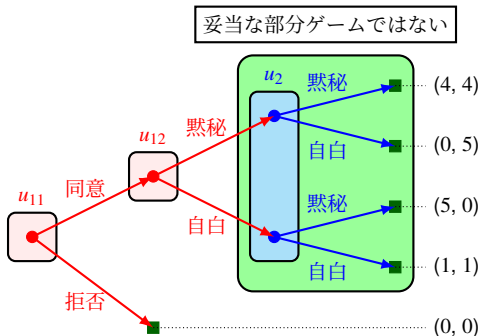 妥当な部分ゲームではない
u2
黙秘
(4, 4)
u12
黙秘
自白
(0, 5)
u11
同意
自白
黙秘
(5, 0)
自白
(1, 1)
拒否
(0, 0)